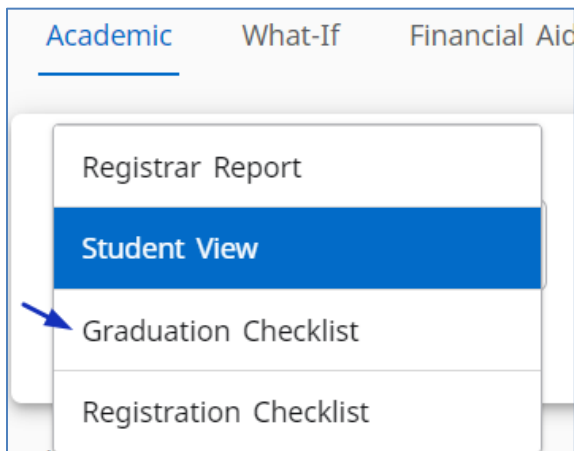 Academic What-If Financial Aid
Registrar Report
Student View
Graduation Checklist
Registration Checklist